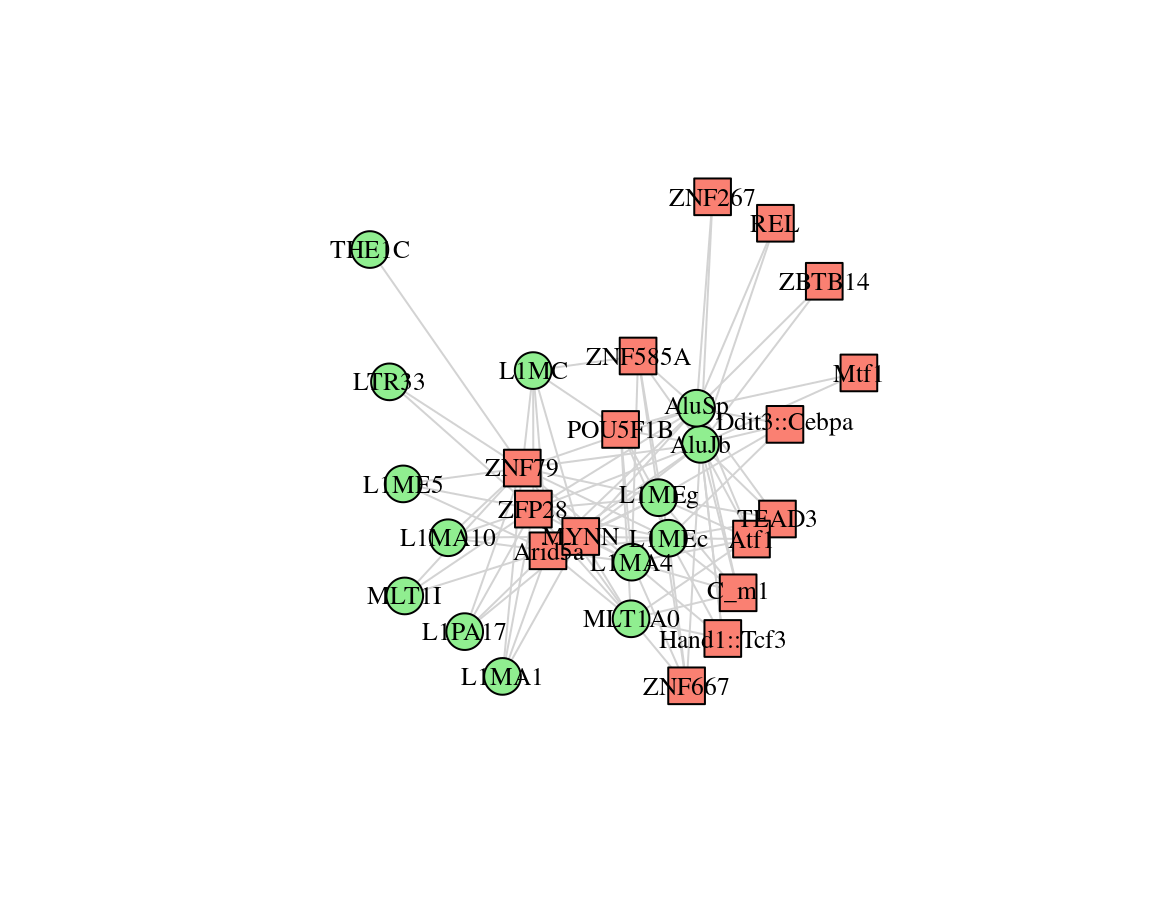 ZNF267
REL
THE1C
ZBTB14
ZNF585A
L1MC
Mtf1
LTR33
AluSp
Ddit3::Cebpa
POU5F1B
AluJb
ZNF79
L1ME5
L1MEg
ZFP28
TEAD3
L1MA10
MYNN
L1MEc
Atf1
Arid5a
L1MA4
C_m1
MLT1I
MLT1A0
L1PA17
Hand1::Tcf3
L1MA1
ZNF667